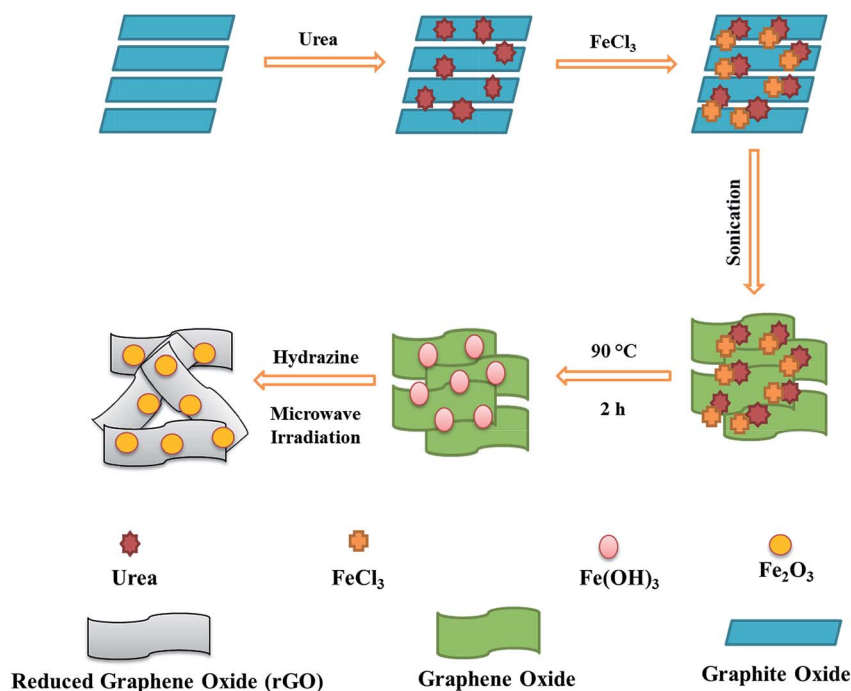 Urea
FeCl₃
Sonication
90 °C
2 h
Hydrazine
Microwave
Irradiation
Urea
FeCl₃
Fe(OH)₃
Fe₂O₃
Reduced Graphene Oxide (rGO)
Graphene Oxide
Graphite Oxide